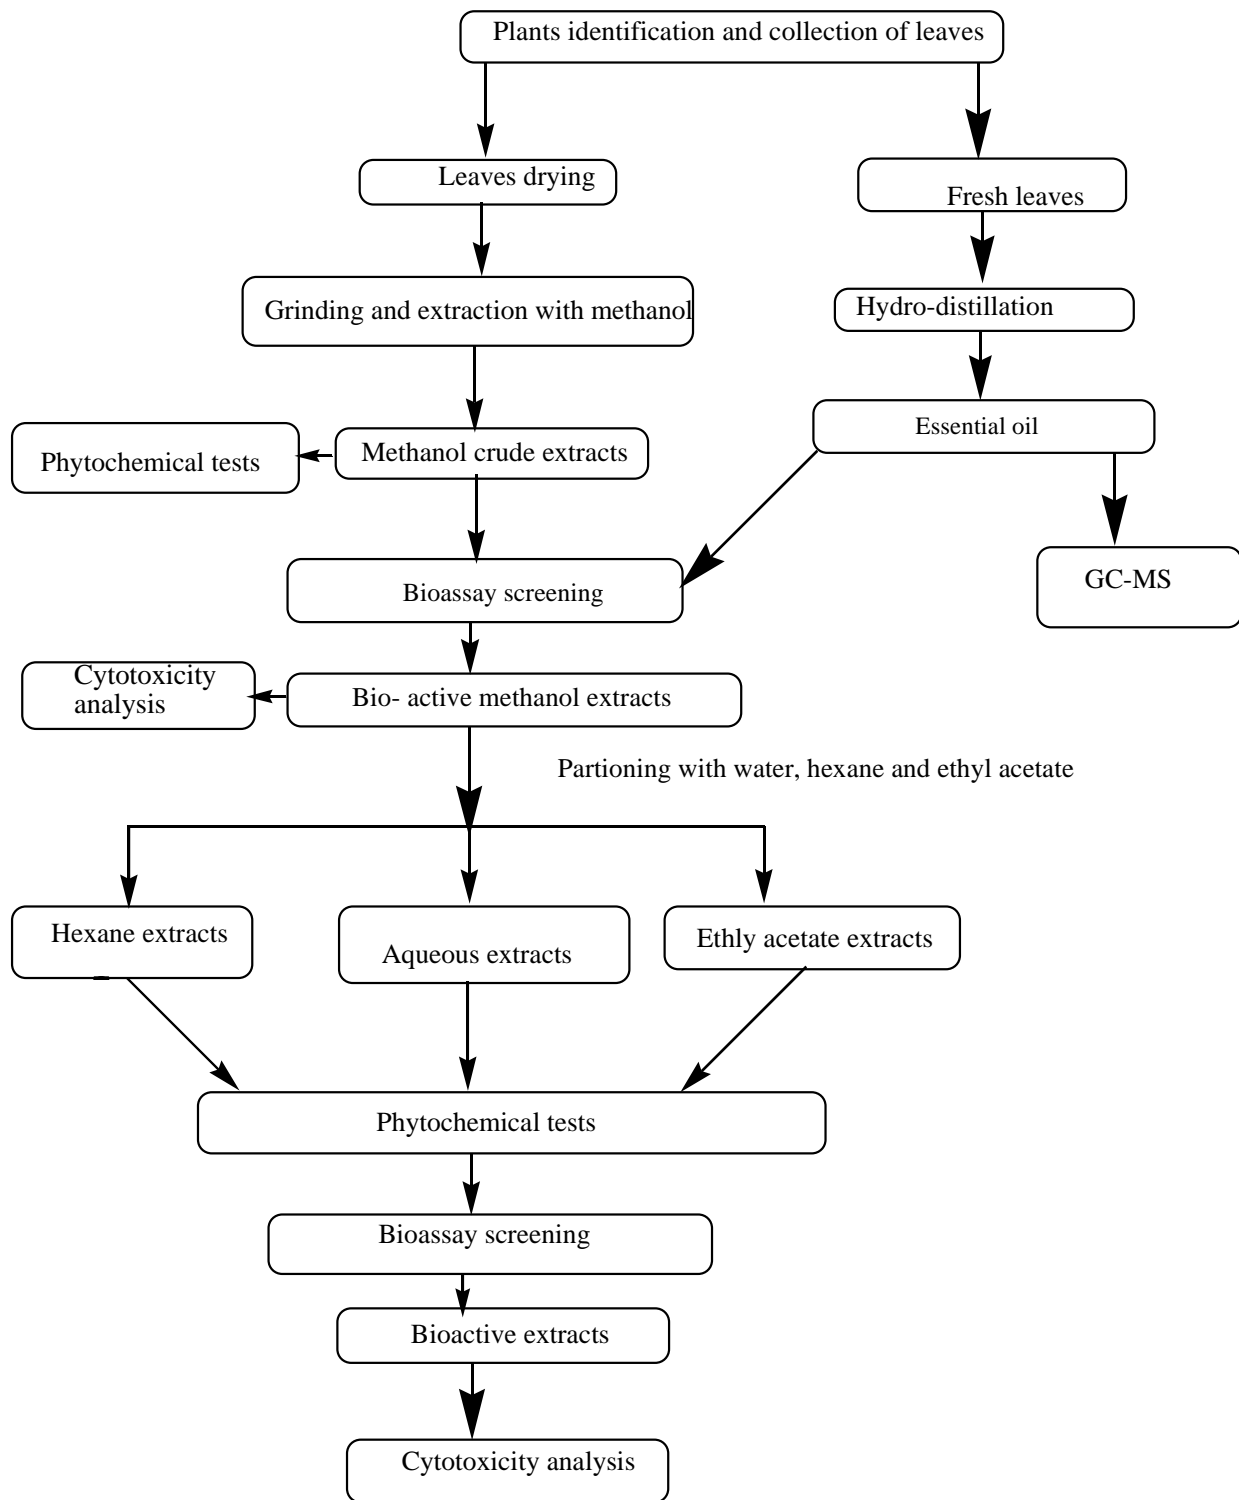 Plants identification and collection of leaves
Leaves drying
Fresh leaves
Grinding and extraction with methanol
Hydro-distillation
Essential oil
Phytochemical tests
Methanol crude extracts
GC-MS
Bioassay screening
Cytotoxicity
analysis
Bio- active methanol extracts
Partioning with water, hexane and ethyl acetate
Hexane extracts
Aqueous extracts
Ethly acetate extracts
Phytochemical tests
Bioassay screening
Bioactive extracts
Cytotoxicity analysis